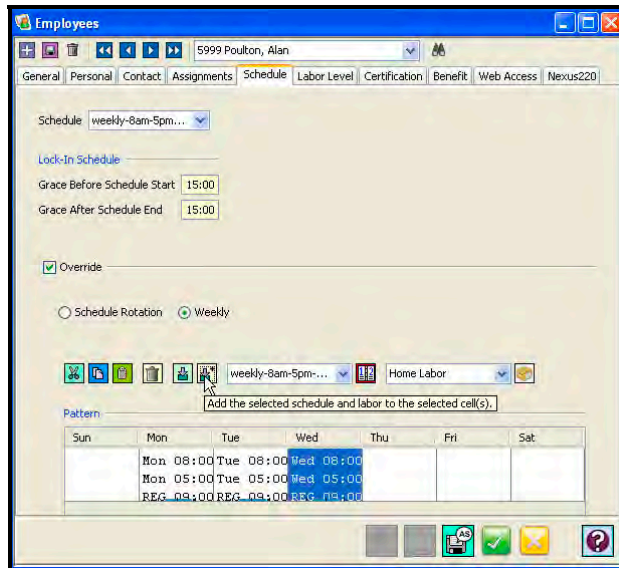 Employees
5999 Poulton, Alan
General Personal Contact Assignments Schedule Labor Level Certification Benefit Web Access Nexus220
Schedule weekly-8am-5pm...
Lock-In Schedule
Grace Before Schedule Start 15:00
Grace After Schedule End 15:00
Override
Schedule Rotation Weekly
weekly-8am-5pm-... Home Labor
Add the selected schedule and labor to the selected cell(s).
Pattern
Sun Mon Tue Wed Thu Fri Sat
Mon 08:00 Tue 08:00 Wed 08:00
Mon 05:00 Tue 05:00 Wed 05:00
REG 09:00 REG 09:00 REG 09:00
AS